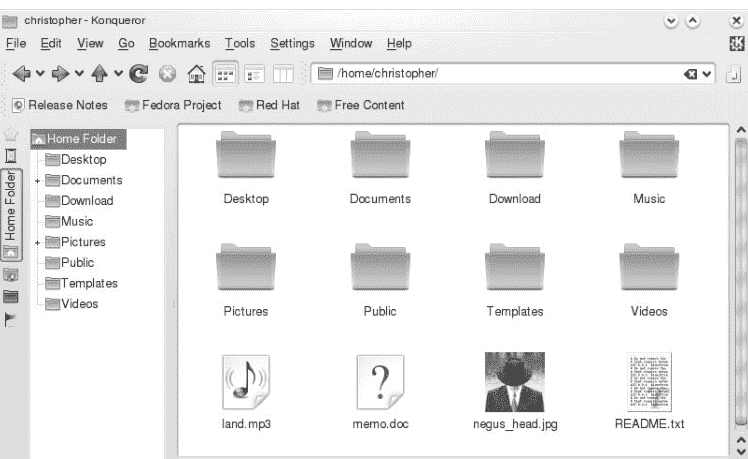 christopher - Konqueror
File Edit View Go Bookmarks Tools Settings Window Help
/home/christopher/
Release Notes Fedora Project Red Hat Free Content
Home Folder
Home Folder
Desktop
Documents
Download
Music
Pictures
Public
Templates
Videos
Desktop Documents Download Music
Pictures Public Templates Videos
?
land.mp3 memo.doc negus_head.jpg README.txt